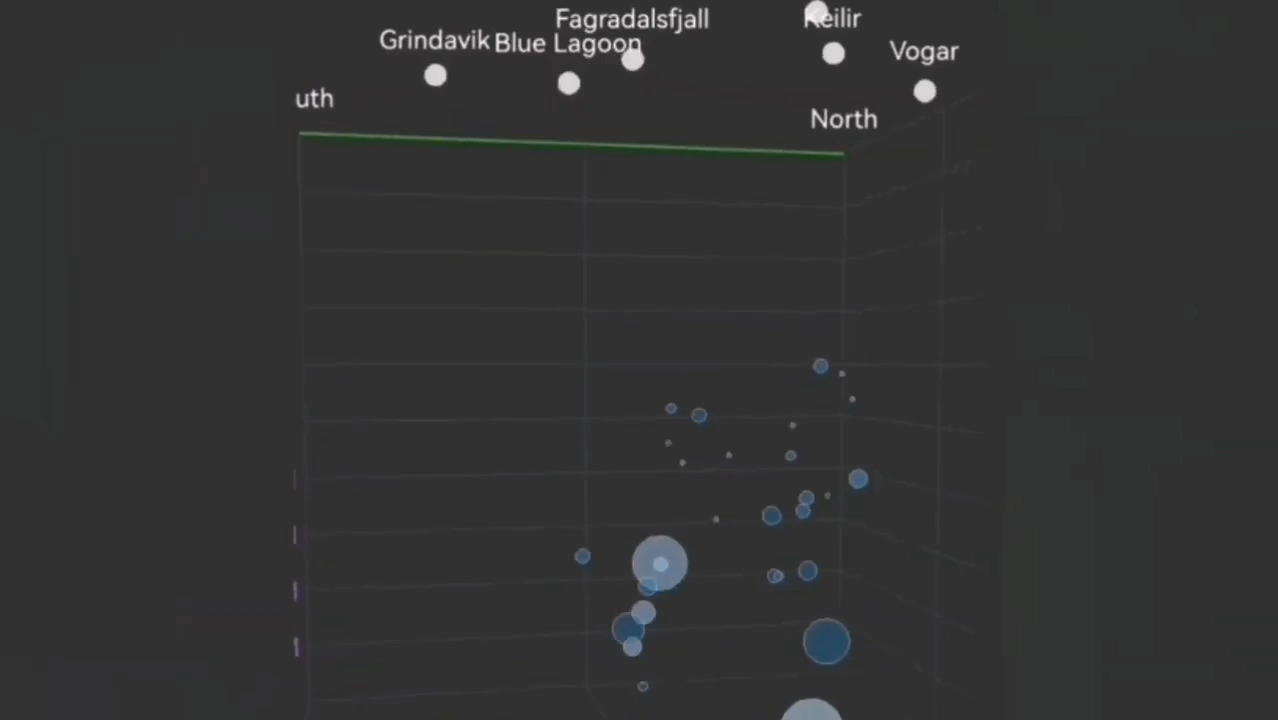 Fagradalsfjall
Keilir
Grindavik
Blue Lagoon
Vogar
uth
North